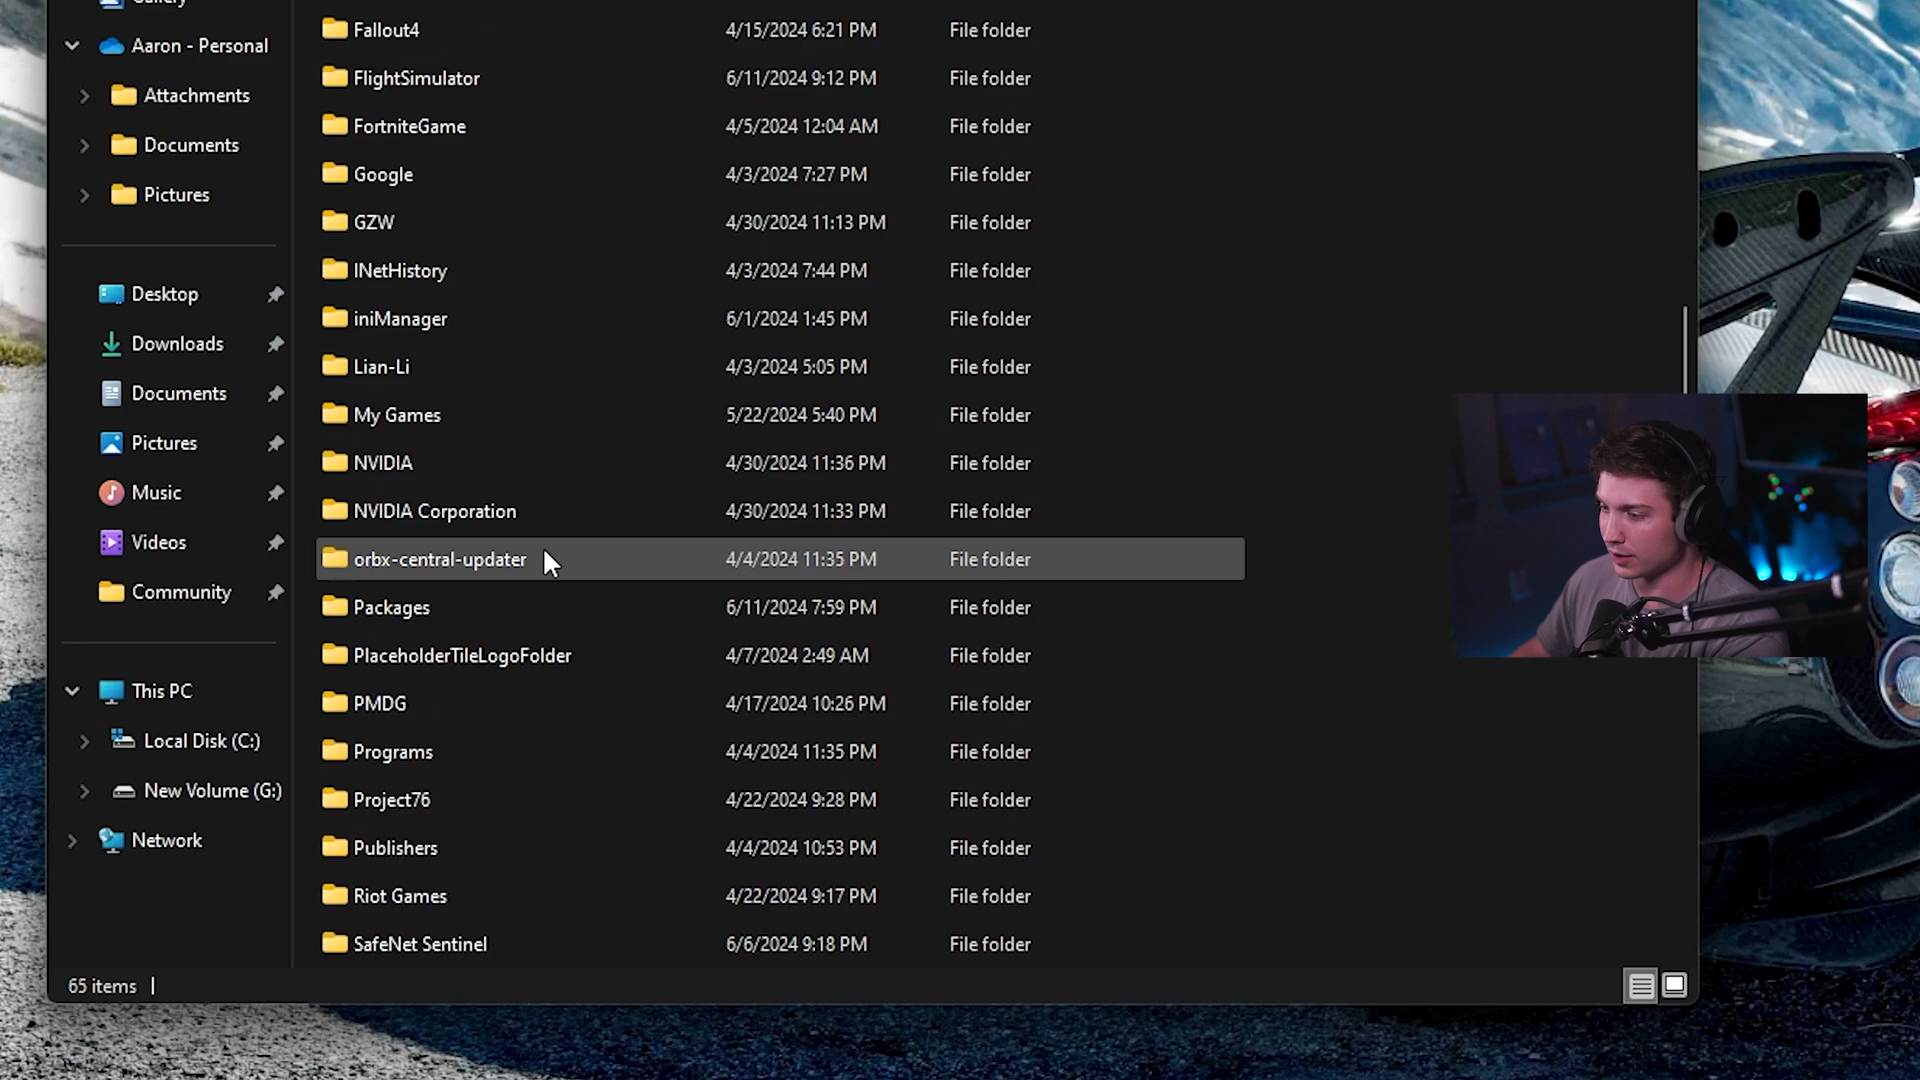 Gallery
Aaron - Personal
Attachments
Documents
Pictures
Desktop
Downloads
Documents
Pictures
Music
Videos
Community
This PC
Local Disk (C:)
New Volume (G:)
Network
Fallout4 4/15/2024 6:21 PM File folder
FlightSimulator 6/11/2024 9:12 PM File folder
FortniteGame 4/5/2024 12:04 AM File folder
Google 4/3/2024 7:27 PM File folder
GZW 4/30/2024 11:13 PM File folder
INetHistory 4/3/2024 7:44 PM File folder
iniManager 6/1/2024 1:45 PM File folder
Lian-Li 4/3/2024 5:05 PM File folder
My Games 5/22/2024 5:40 PM File folder
NVIDIA 4/30/2024 11:36 PM File folder
NVIDIA Corporation 4/30/2024 11:33 PM File folder
orbx-central-updater 4/4/2024 11:35 PM File folder
Packages 6/11/2024 7:59 PM File folder
PlaceholderTileLogoFolder 4/7/2024 2:49 AM File folder
PMDG 4/17/2024 10:26 PM File folder
Programs 4/4/2024 11:35 PM File folder
Project76 4/22/2024 9:28 PM File folder
Publishers 4/4/2024 10:53 PM File folder
Riot Games 4/22/2024 9:17 PM File folder
SafeNet Sentinel 6/6/2024 9:18 PM File folder
65 items